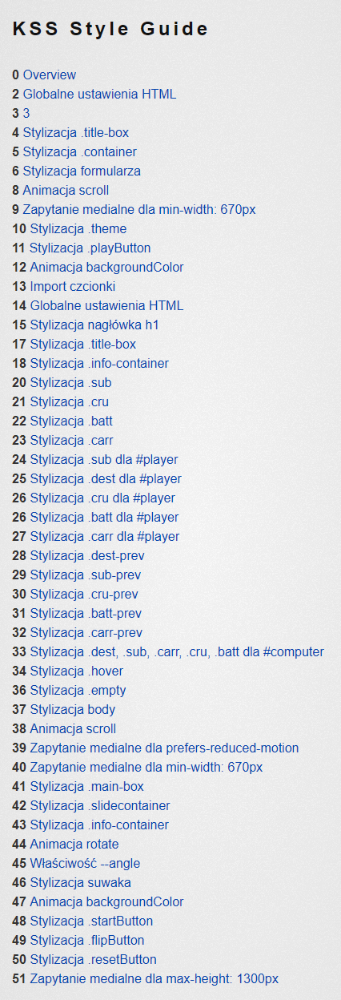 KSS Style Guide
0 Overview
2 Globalne ustawienia HTML
3 3
4 Stylizacja .title-box
5 Stylizacja .container
6 Stylizacja formularza
8 Animacja scroll
9 Zapytanie medialne dla min-width: 670px
10 Stylizacja .theme
11 Stylizacja .playButton
12 Animacja backgroundColor
13 Import czcionki
14 Globalne ustawienia HTML
15 Stylizacja nagłówka h1
17 Stylizacja .title-box
18 Stylizacja .info-container
20 Stylizacja .sub
21 Stylizacja .cru
22 Stylizacja .batt
23 Stylizacja .carr
24 Stylizacja .sub dla #player
25 Stylizacja .dest dla #player
26 Stylizacja .cru dla #player
26 Stylizacja .batt dla #player
27 Stylizacja .carr dla #player
28 Stylizacja .dest-prev
29 Stylizacja .sub-prev
30 Stylizacja .cru-prev
31 Stylizacja .batt-prev
32 Stylizacja .carr-prev
33 Stylizacja .dest, .sub, .carr, .cru, .batt dla #computer
34 Stylizacja .hover
36 Stylizacja .empty
37 Stylizacja body
38 Animacja scroll
39 Zapytanie medialne dla prefers-reduced-motion
40 Zapytanie medialne dla min-width: 670px
41 Stylizacja .main-box
42 Stylizacja .slidecontainer
43 Stylizacja .info-container
44 Animacja rotate
45 Właściwość --angle
46 Stylizacja suwaka
47 Animacja backgroundColor
48 Stylizacja .startButton
49 Stylizacja .flipButton
50 Stylizacja .resetButton
51 Zapytanie medialne dla max-height: 1300px